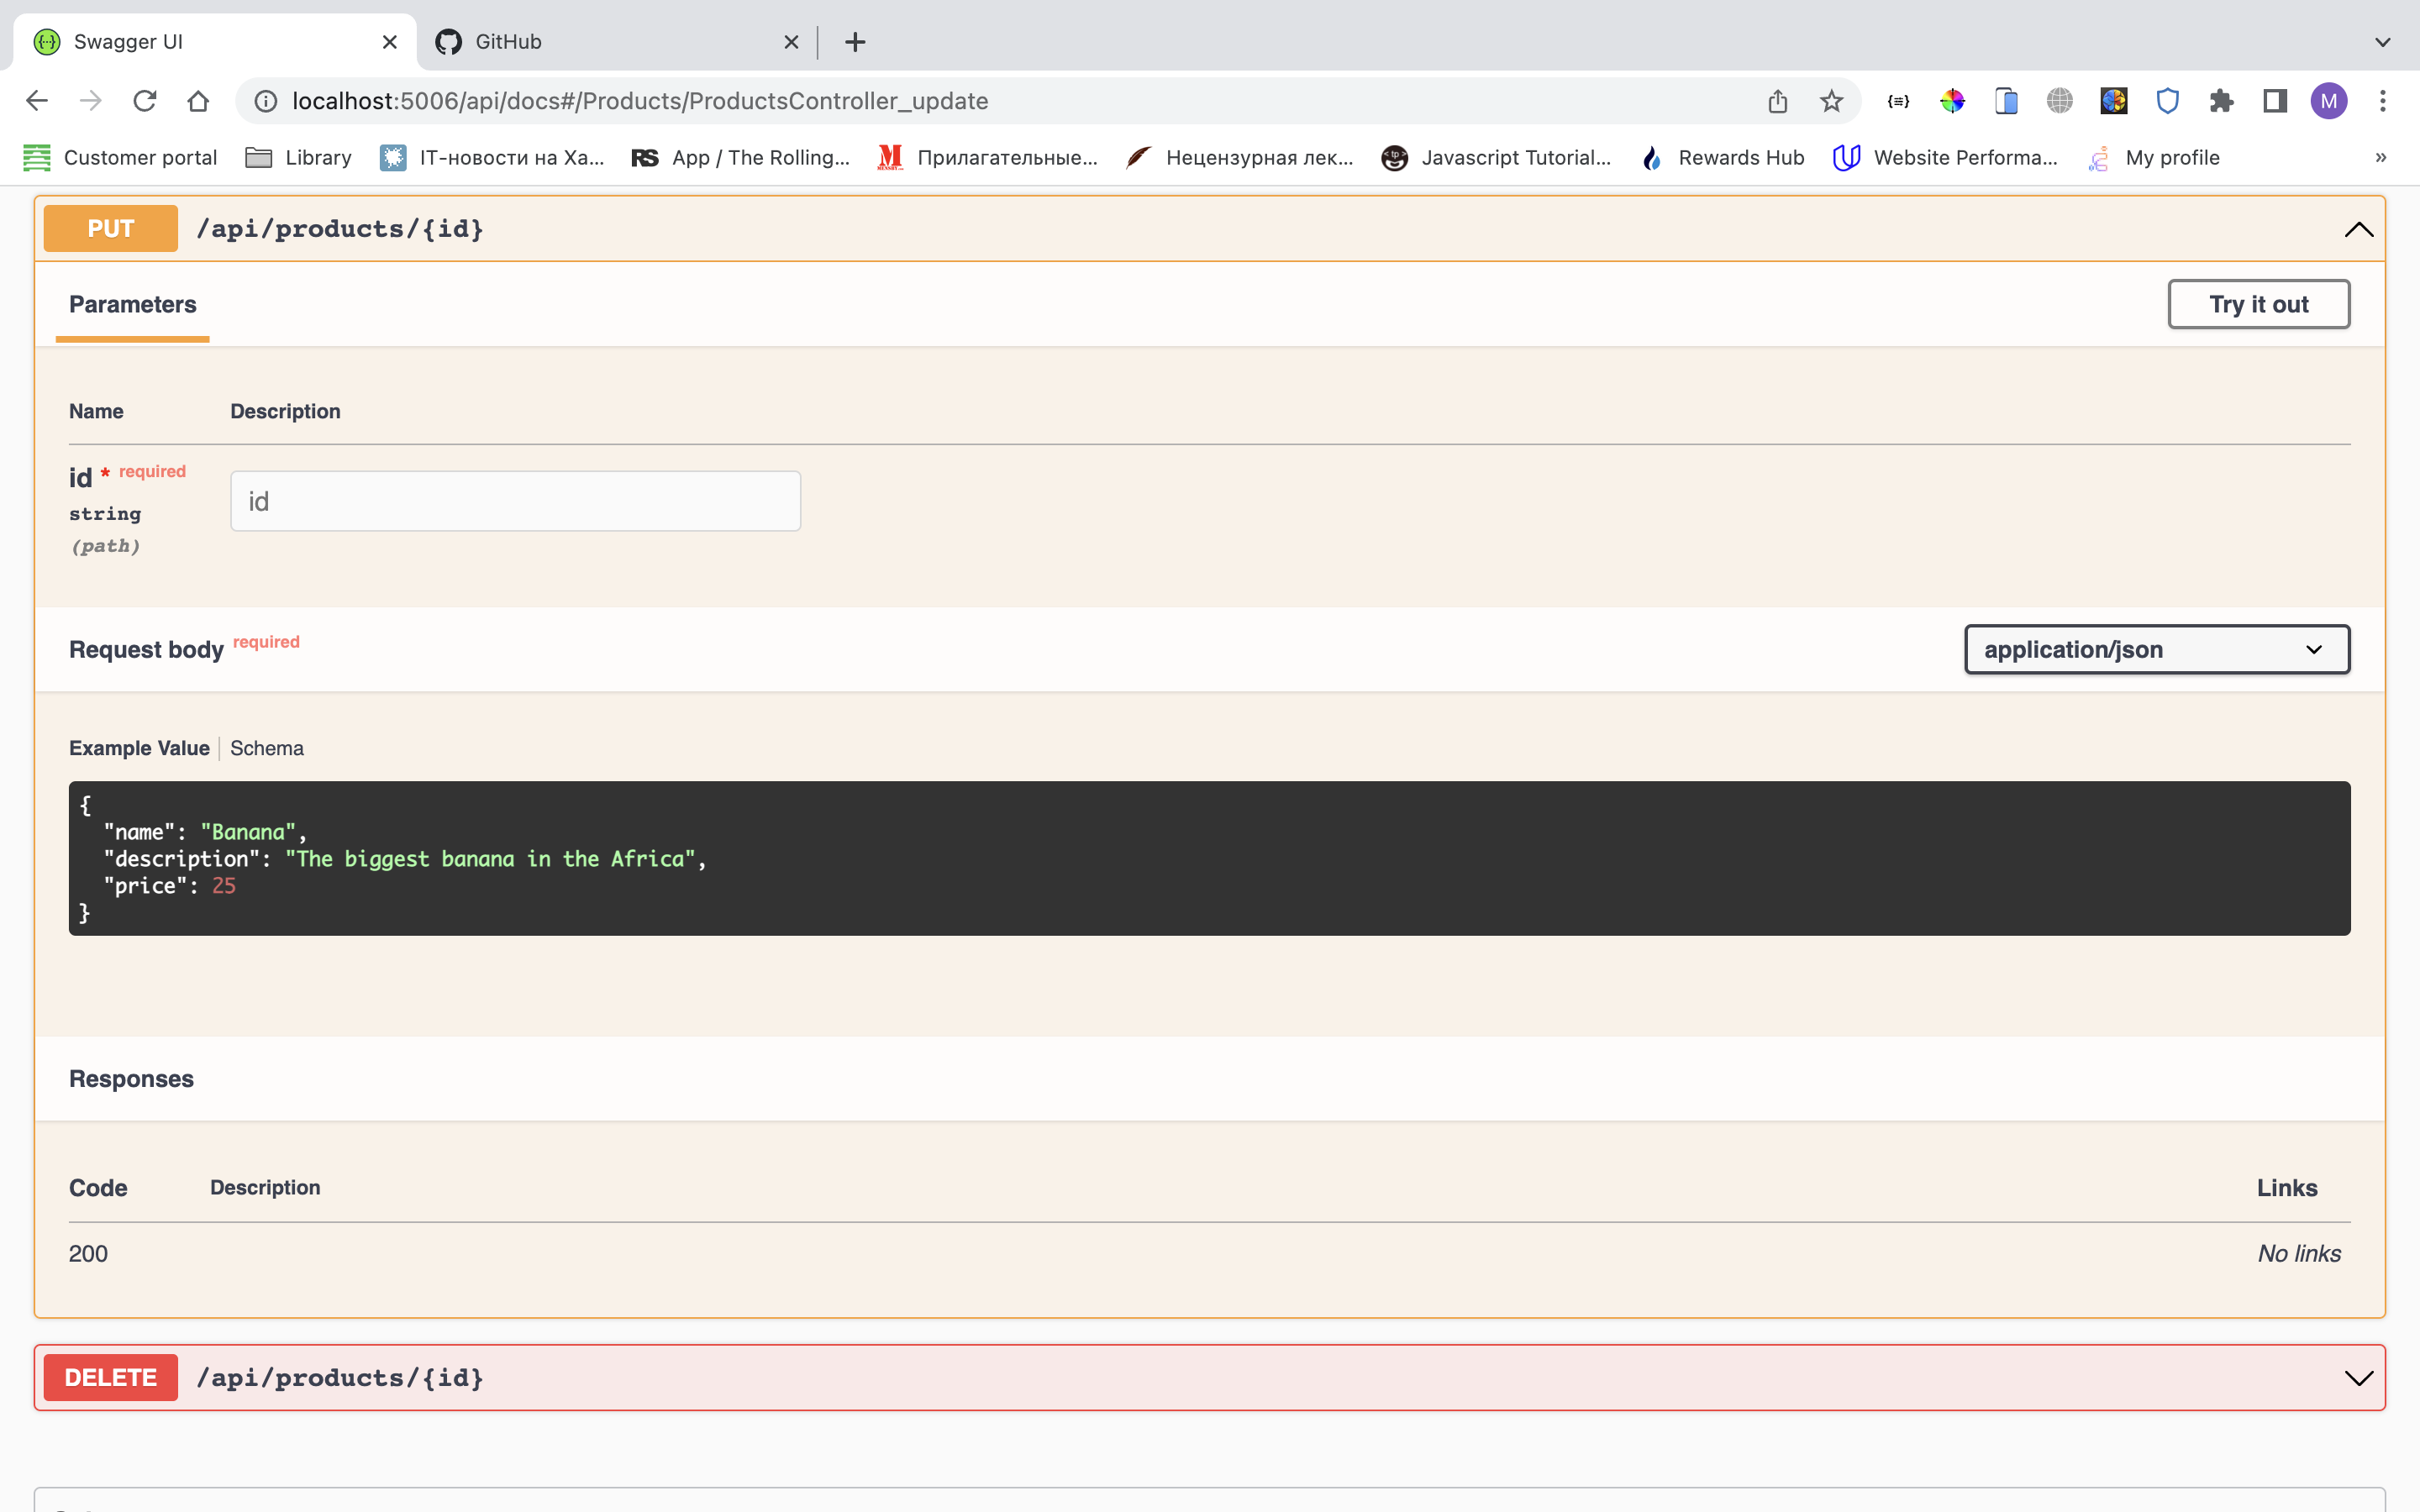 Swagger UI
GitHub
localhost:5006/api/docs#/Products/ProductsController_update
M
Customer portal
Library
IT-новости на Ха...
RS App / The Rolling...
Прилагательные...
Нецензурная лек...
Javascript Tutorial...
Rewards Hub
Website Performa...
My profile
»
PUT /api/products/{id}
Parameters
Try it out
Name Description
id * required
string
(path)
id
Request body required
application/json
Example Value Schema
{
"name": "Banana",
"description": "The biggest banana in the Africa",
"price": 25
}
Responses
Code Description Links
200 No links
DELETE /api/products/{id}